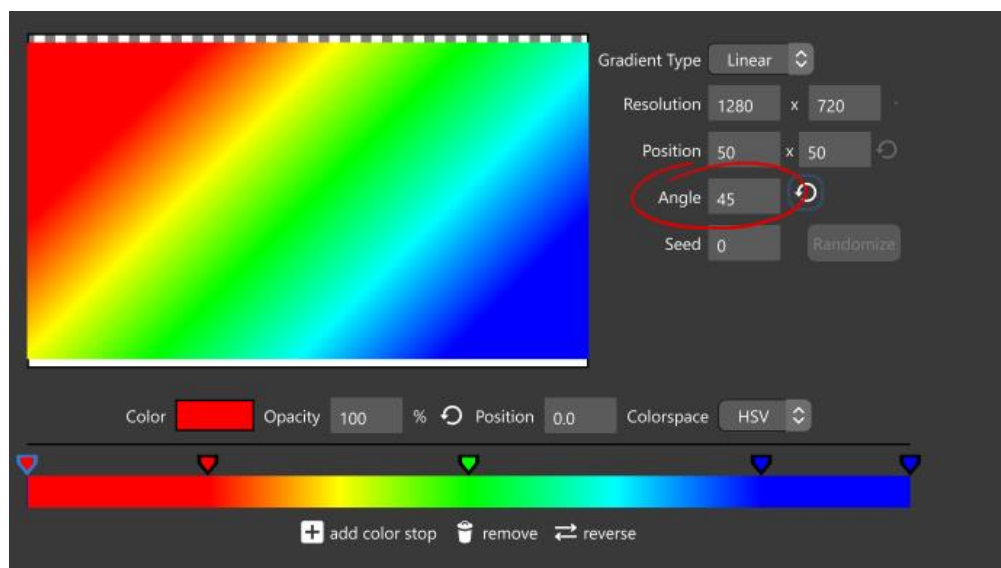 Gradient Type Linear
Resolution 1280 x 720
Position 50 x 50
Angle 45
Seed 0 Randomize
Color Opacity 100 % Position 0.0 Colorspace HSV
add color stop remove reverse